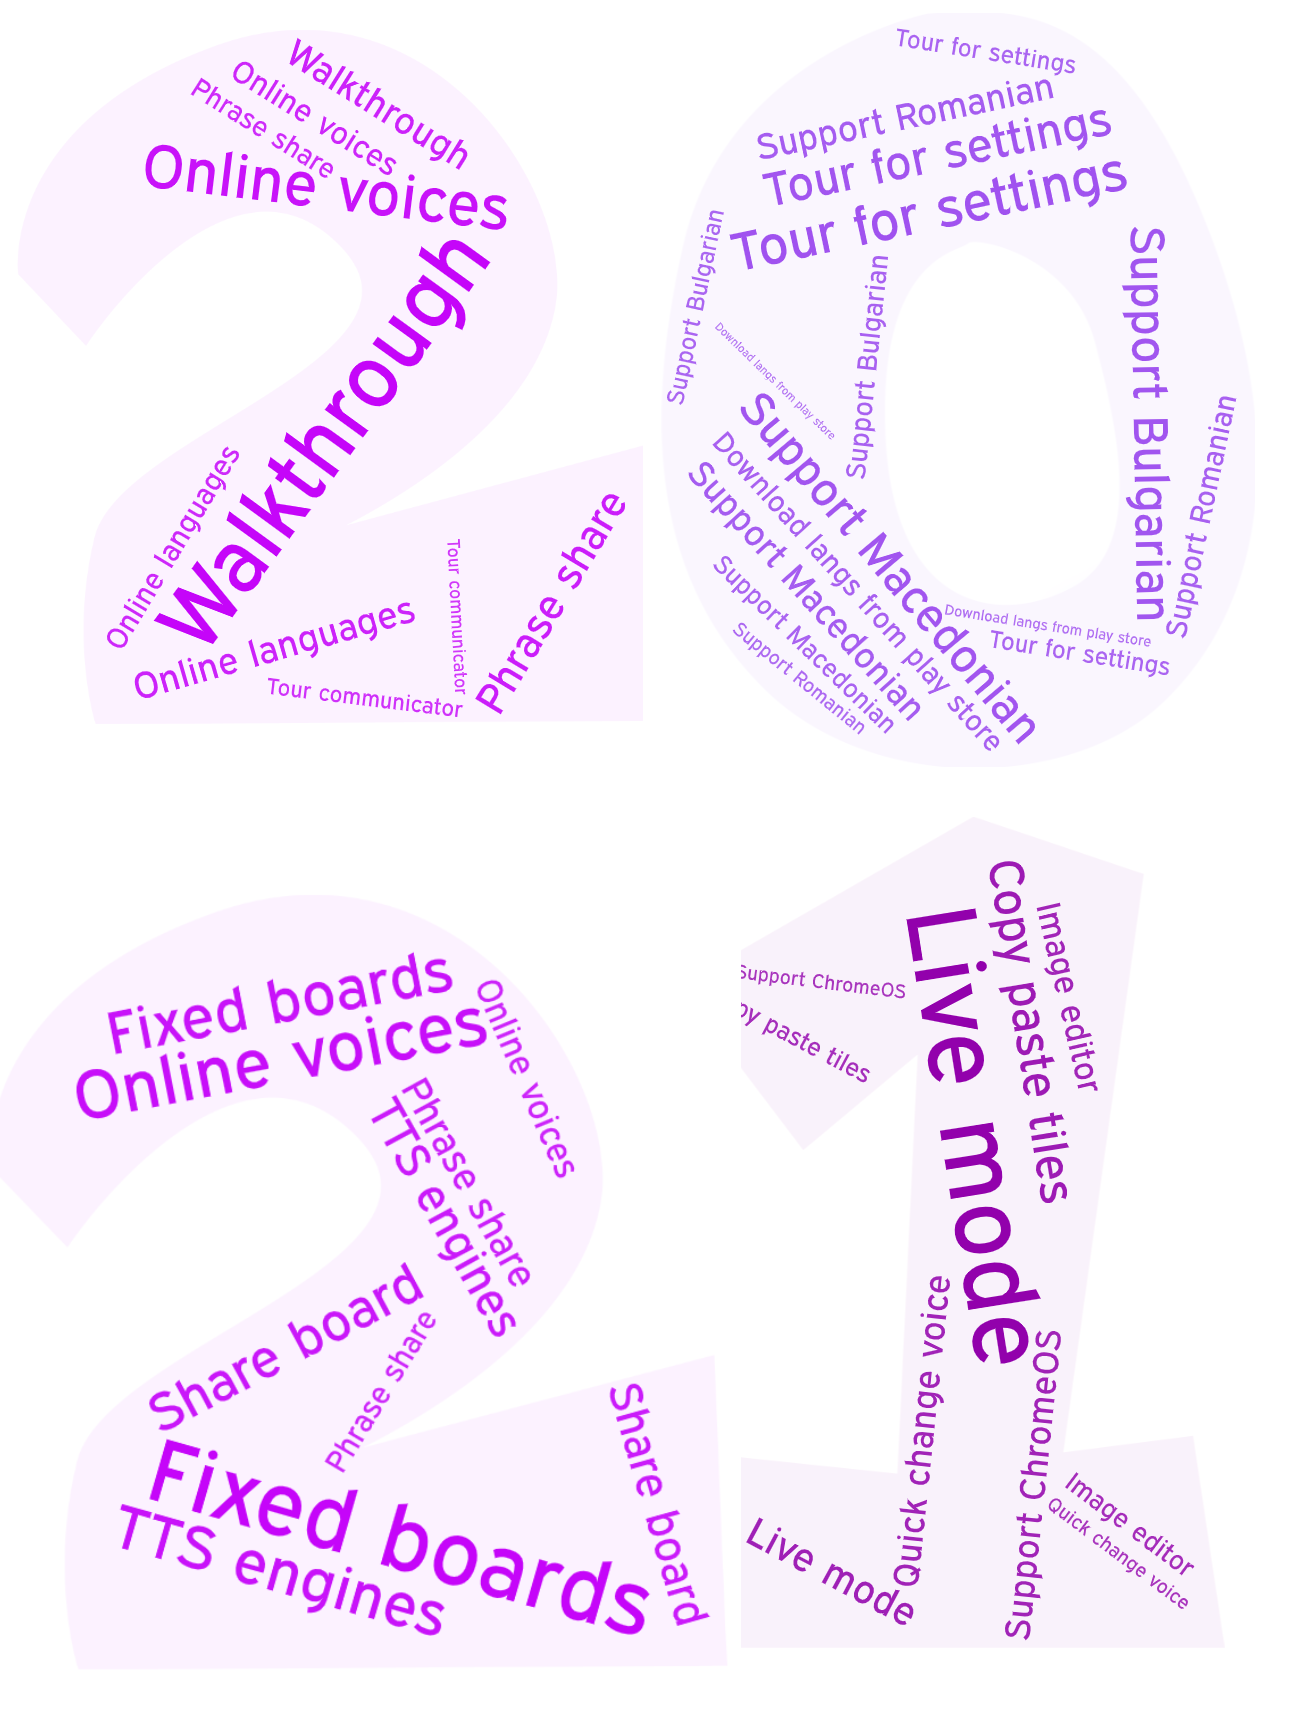 Walkthrough
Online voices
Phrase share
Online voices
Walkthrough
Online languages
Online languages
Tour communicator
Tour communicator
Phrase share
Tour for settings
Support Romanian
Tour for settings
Tour for settings
Support Bulgarian
Support Bulgarian
Support Bulgarian
Download langs from play store
Support Macedonian
Download langs from play store
Support Macedonian
Support Macedonian
Support Romanian
Support Romanian
Download langs from play store
Tour for settings
Fixed boards
Online voices
Online voices
Phrase share
TTS engines
Share board
Phrase share
Fixed boards
TTS engines
Share board
Copy paste tiles
Image editor
Live mode
Support ChromeOS
py paste tiles
Quick change voice
Support ChromeOS
Image editor
Quick change voice
Live mode